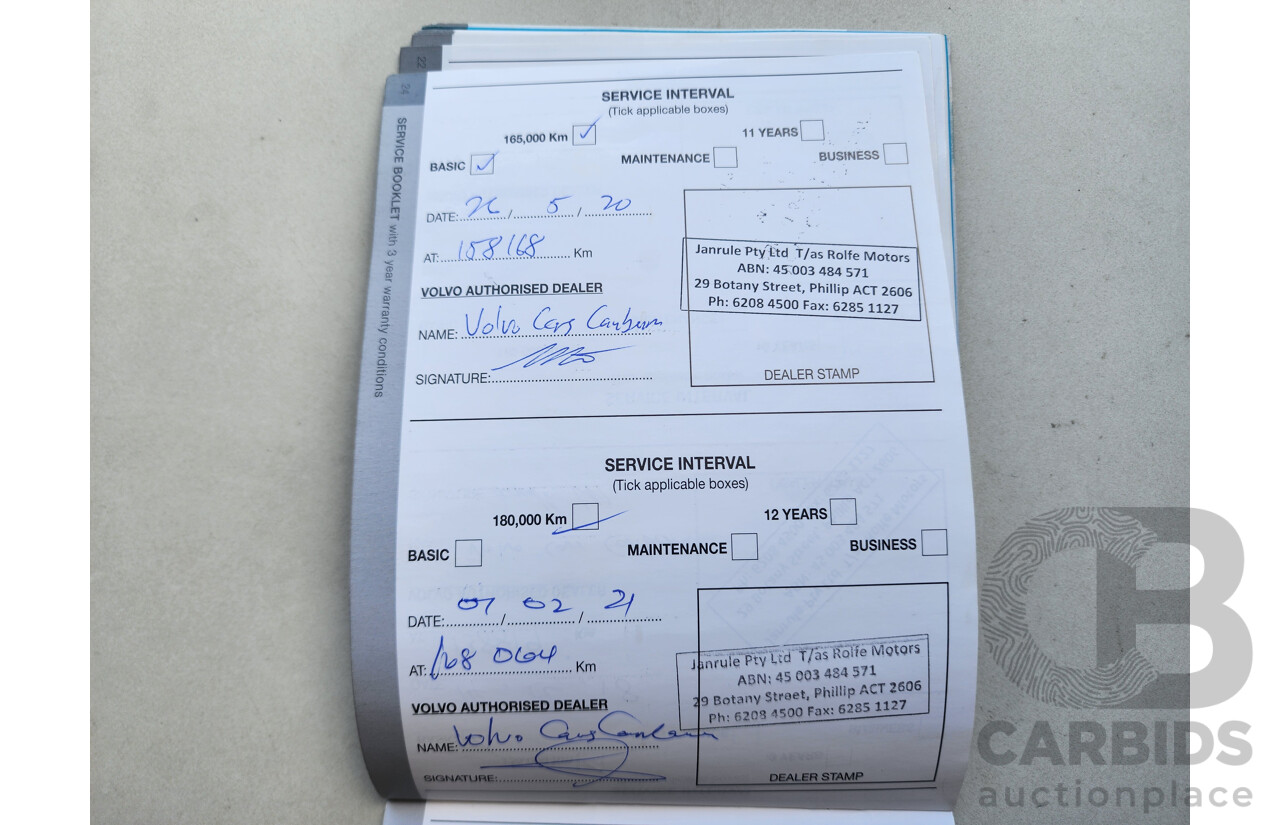 22
24
SERVICE BOOKLET with 3 year warranty conditions
SERVICE INTERVAL
(Tick applicable boxes)
165,000 Km 11 YEARS
BASIC MAINTENANCE BUSINESS
DATE: 26 / 5 / 20
AT: 158168 Km
VOLVO AUTHORISED DEALER
NAME: Volvo Cars Canberra
SIGNATURE:
Janrule Pty Ltd T/as Rolfe Motors
ABN: 45 003 484 571
29 Botany Street, Phillip ACT 2606
Ph: 6208 4500 Fax: 6285 1127
DEALER STAMP
SERVICE INTERVAL
(Tick applicable boxes)
180,000 Km 12 YEARS
BASIC MAINTENANCE BUSINESS
DATE: 02 / 21
AT: 168 064 Km
VOLVO AUTHORISED DEALER
NAME: Volvo Cars Canberra
SIGNATURE:
Janrule Pty Ltd T/as Rolfe Motors
ABN: 45 003 484 571
29 Botany Street, Phillip ACT 2606
Ph: 6208 4500 Fax: 6285 1127
DEALER STAMP
CARBIDS
auctionplace